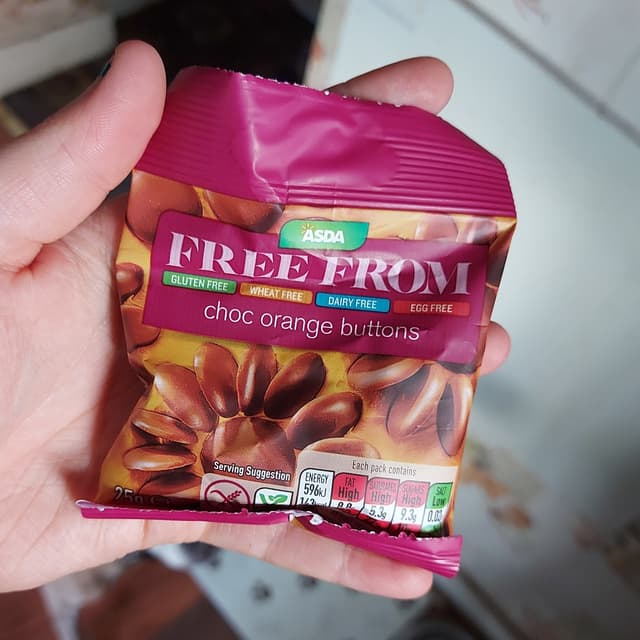 ASDA
FREE FROM
GLUTEN FREE WHEAT FREE DAIRY FREE EGG FREE
choc orange buttons
Serving Suggestion
Each pack contains
ENERGY FAT SUGARS SALT
596kJ High High High Low
5.3g 9.3g
25g